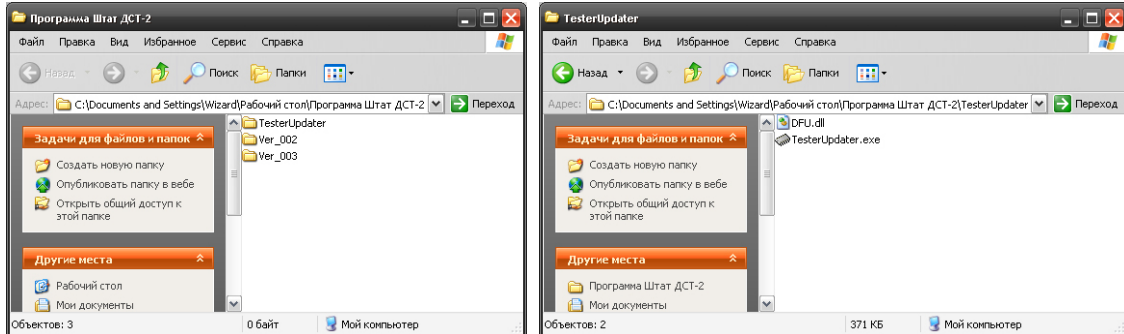 Программа Штат ДСТ-2
Файл Правка Вид Избранное Сервис Справка
Назад Поиск Папки
Адрес: C:\Documents and Settings\Wizard\Рабочий стол\Программа Штат ДСТ-2 Переход
Задачи для файлов и папок
Создать новую папку
Опубликовать папку в вебе
Открыть общий доступ к
этой папке
Другие места
Рабочий стол
Мои документы
TesterUpdater
Ver_002
Ver_003
Объектов: 3 0 байт Мой компьютер
TesterUpdater
Файл Правка Вид Избранное Сервис Справка
Назад Поиск Папки
Адрес: C:\Documents and Settings\Wizard\Рабочий стол\Программа Штат ДСТ-2\TesterUpdater Переход
Задачи для файлов и папок
Создать новую папку
Опубликовать папку в вебе
Открыть общий доступ к
этой папке
Другие места
Программа Штат ДСТ-2
Мои документы
DFU.dll
TesterUpdater.exe
Объектов: 2 371 КБ Мой компьютер